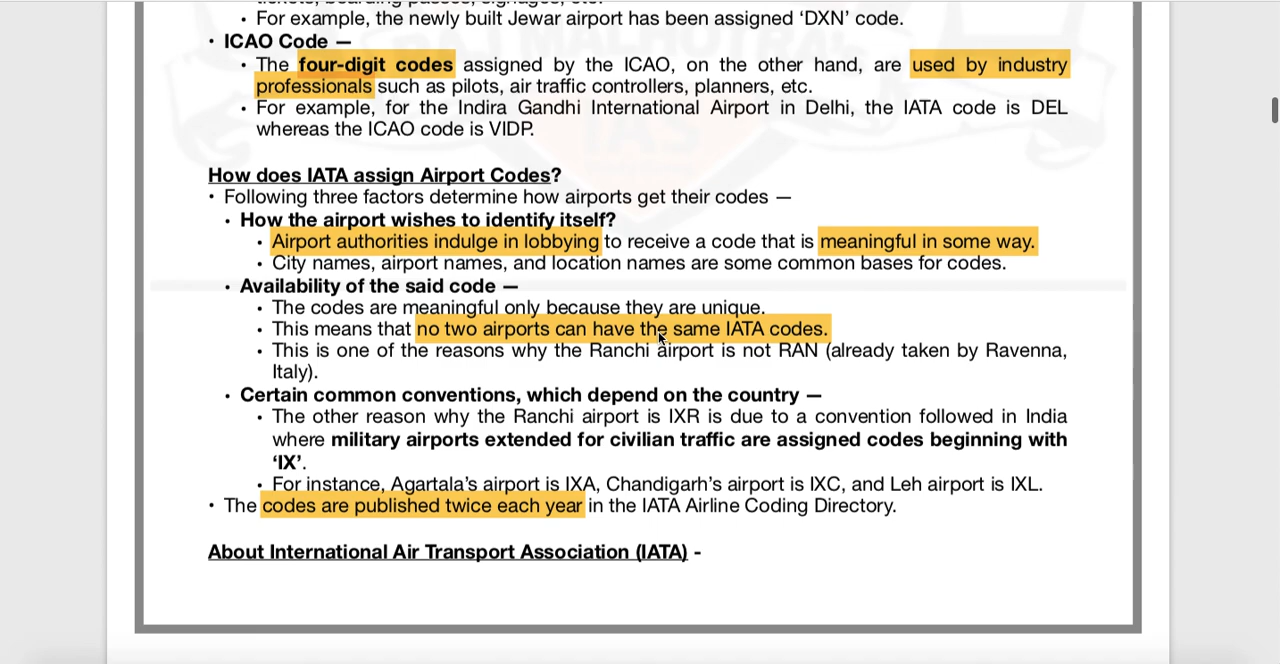 • For example, the newly built Jewar airport has been assigned ‘DXN’ code.
• ICAO Code —
• The four-digit codes assigned by the ICAO, on the other hand, are used by industry
professionals such as pilots, air traffic controllers, planners, etc.
• For example, for the Indira Gandhi International Airport in Delhi, the IATA code is DEL
whereas the ICAO code is VIDP.
How does IATA assign Airport Codes?
• Following three factors determine how airports get their codes —
• How the airport wishes to identify itself?
• Airport authorities indulge in lobbying to receive a code that is meaningful in some way.
• City names, airport names, and location names are some common bases for codes.
• Availability of the said code —
• The codes are meaningful only because they are unique.
• This means that no two airports can have the same IATA codes.
• This is one of the reasons why the Ranchi airport is not RAN (already taken by Ravenna,
Italy).
• Certain common conventions, which depend on the country —
• The other reason why the Ranchi airport is IXR is due to a convention followed in India
where military airports extended for civilian traffic are assigned codes beginning with
‘IX’.
• For instance, Agartala’s airport is IXA, Chandigarh’s airport is IXC, and Leh airport is IXL.
• The codes are published twice each year in the IATA Airline Coding Directory.
About International Air Transport Association (IATA) -